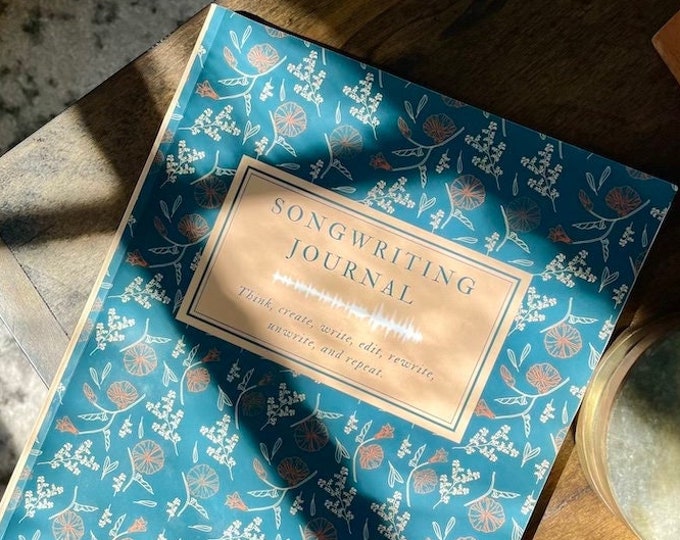 SONGWRITING
JOURNAL
Think, create, write, edit, rewrite,
unwrite, and repeat.